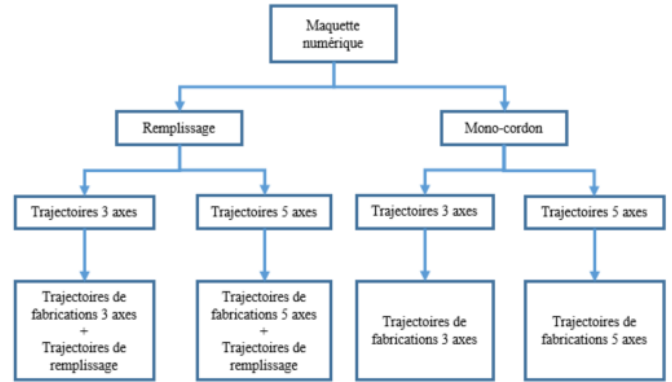 Maquette
numérique
Remplissage
Mono-cordon
Trajectoires 3 axes
Trajectoires 5 axes
Trajectoires 3 axes
Trajectoires 5 axes
Trajectoires de
fabrications 3 axes
+
Trajectoires de
remplissage
Trajectoires de
fabrications 5 axes
+
Trajectoires de
remplissage
Trajectoires de
fabrications 3 axes
Trajectoires de
fabrications 5 axes